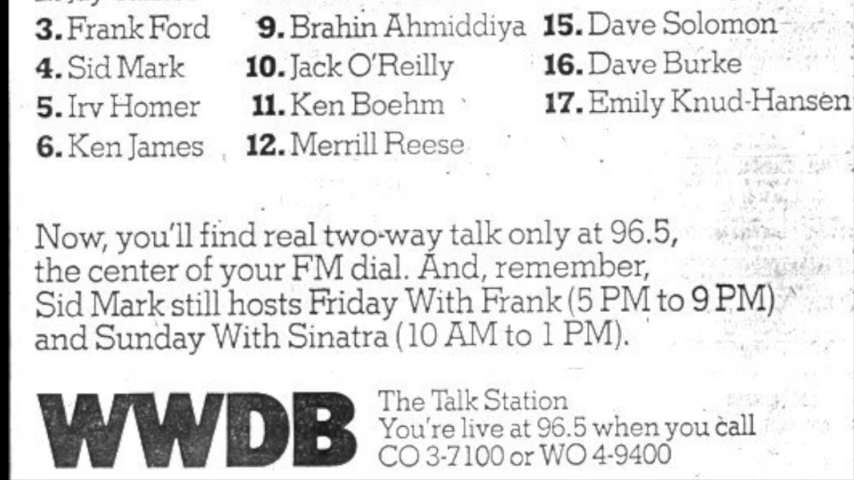 3. Frank Ford 9. Brahin Ahmiddiya 15. Dave Solomon
4. Sid Mark 10. Jack O'Reilly 16. Dave Burke
5. Irv Homer 11. Ken Boehm 17. Emily Knud-Hansen
6. Ken James 12. Merrill Reese
Now, you'll find real two-way talk only at 96.5,
the center of your FM dial. And, remember,
Sid Mark still hosts Friday With Frank (5 PM to 9 PM)
and Sunday With Sinatra (10 AM to 1 PM).
WWDB
The Talk Station
You're live at 96.5 when you call
CO 3-7100 or WO 4-9400